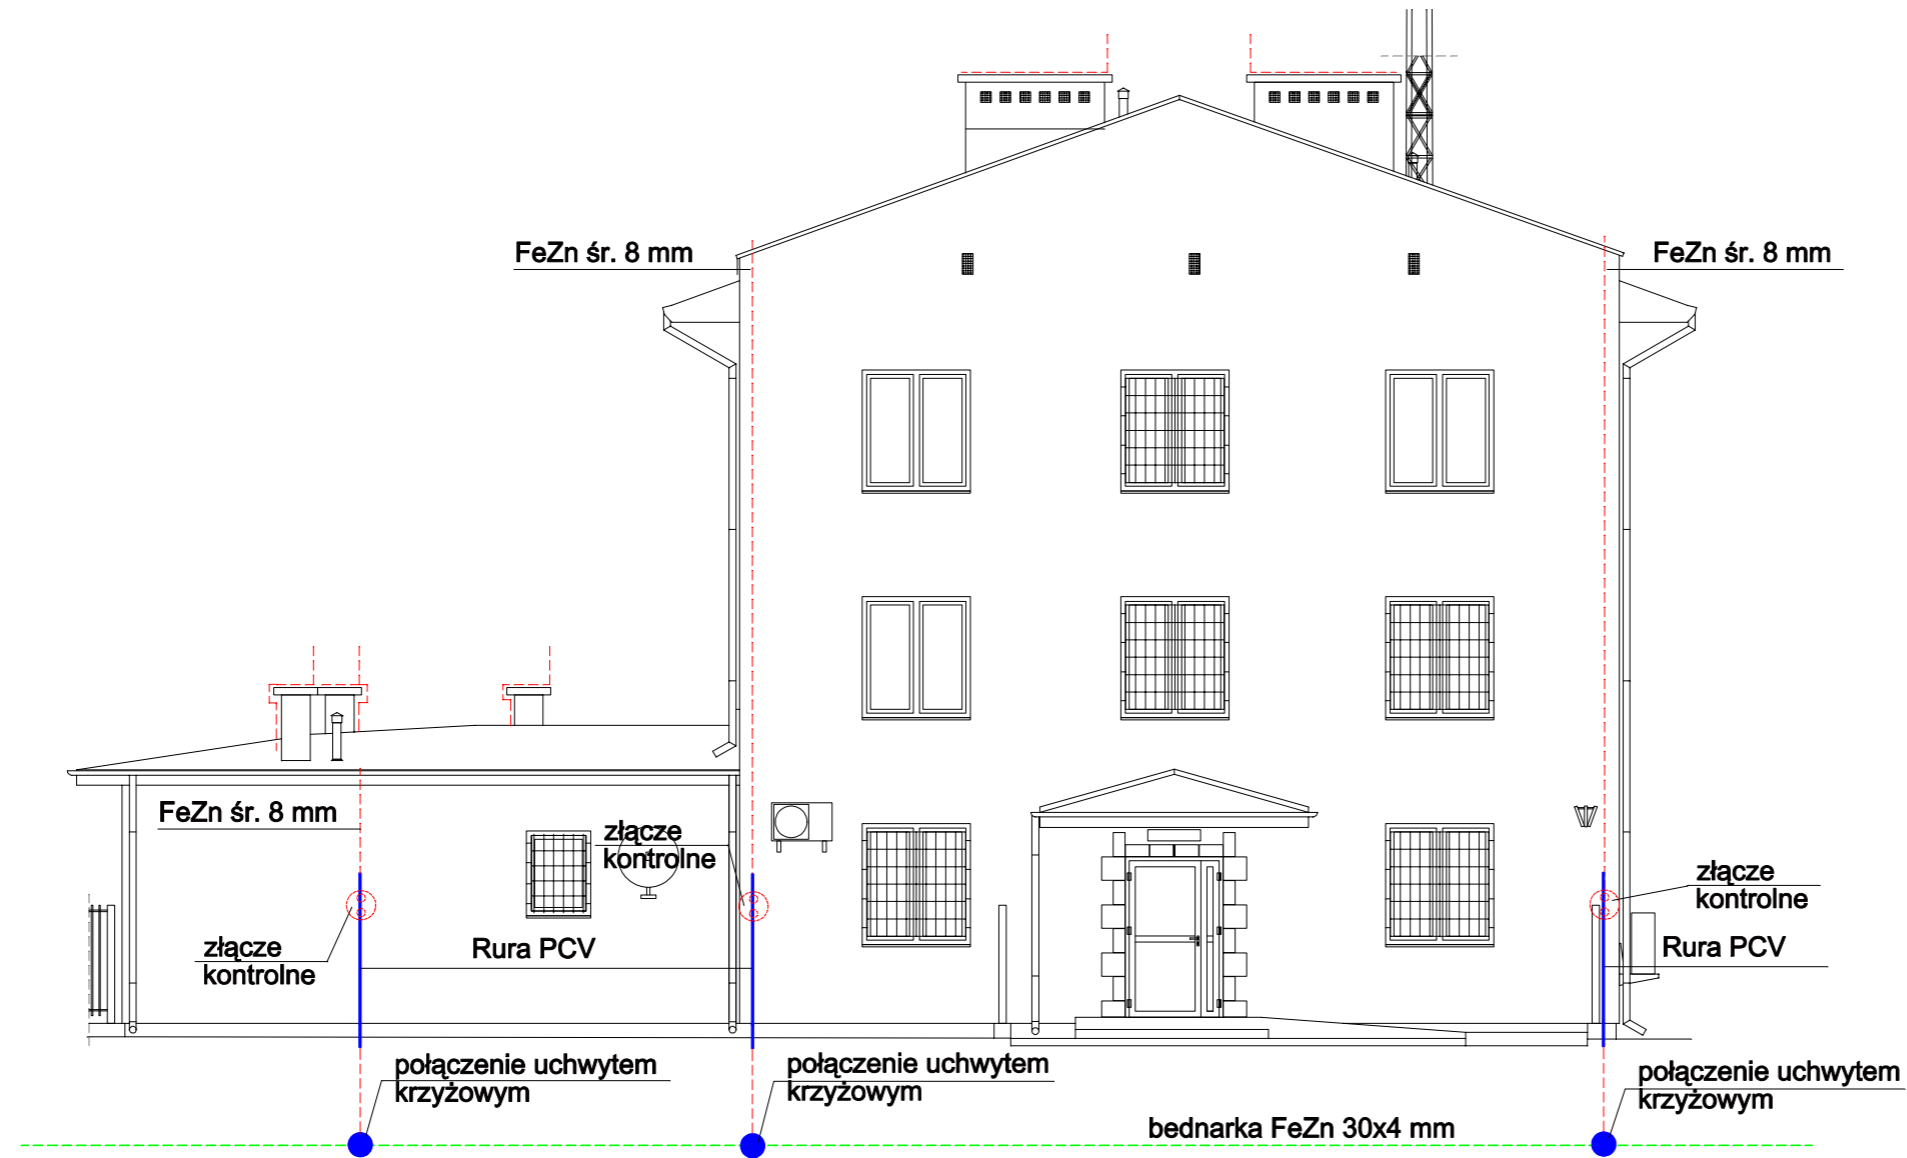 FeZn śr. 8 mm
FeZn śr. 8 mm
FeZn śr. 8 mm
złącze
kontrolne
złącze
kontrolne
złącze
kontrolne
Rura PCV
Rura PCV
połączenie uchwytem
krzyżowym
połączenie uchwytem
krzyżowym
połączenie uchwytem
krzyżowym
bednarka FeZn 30x4 mm